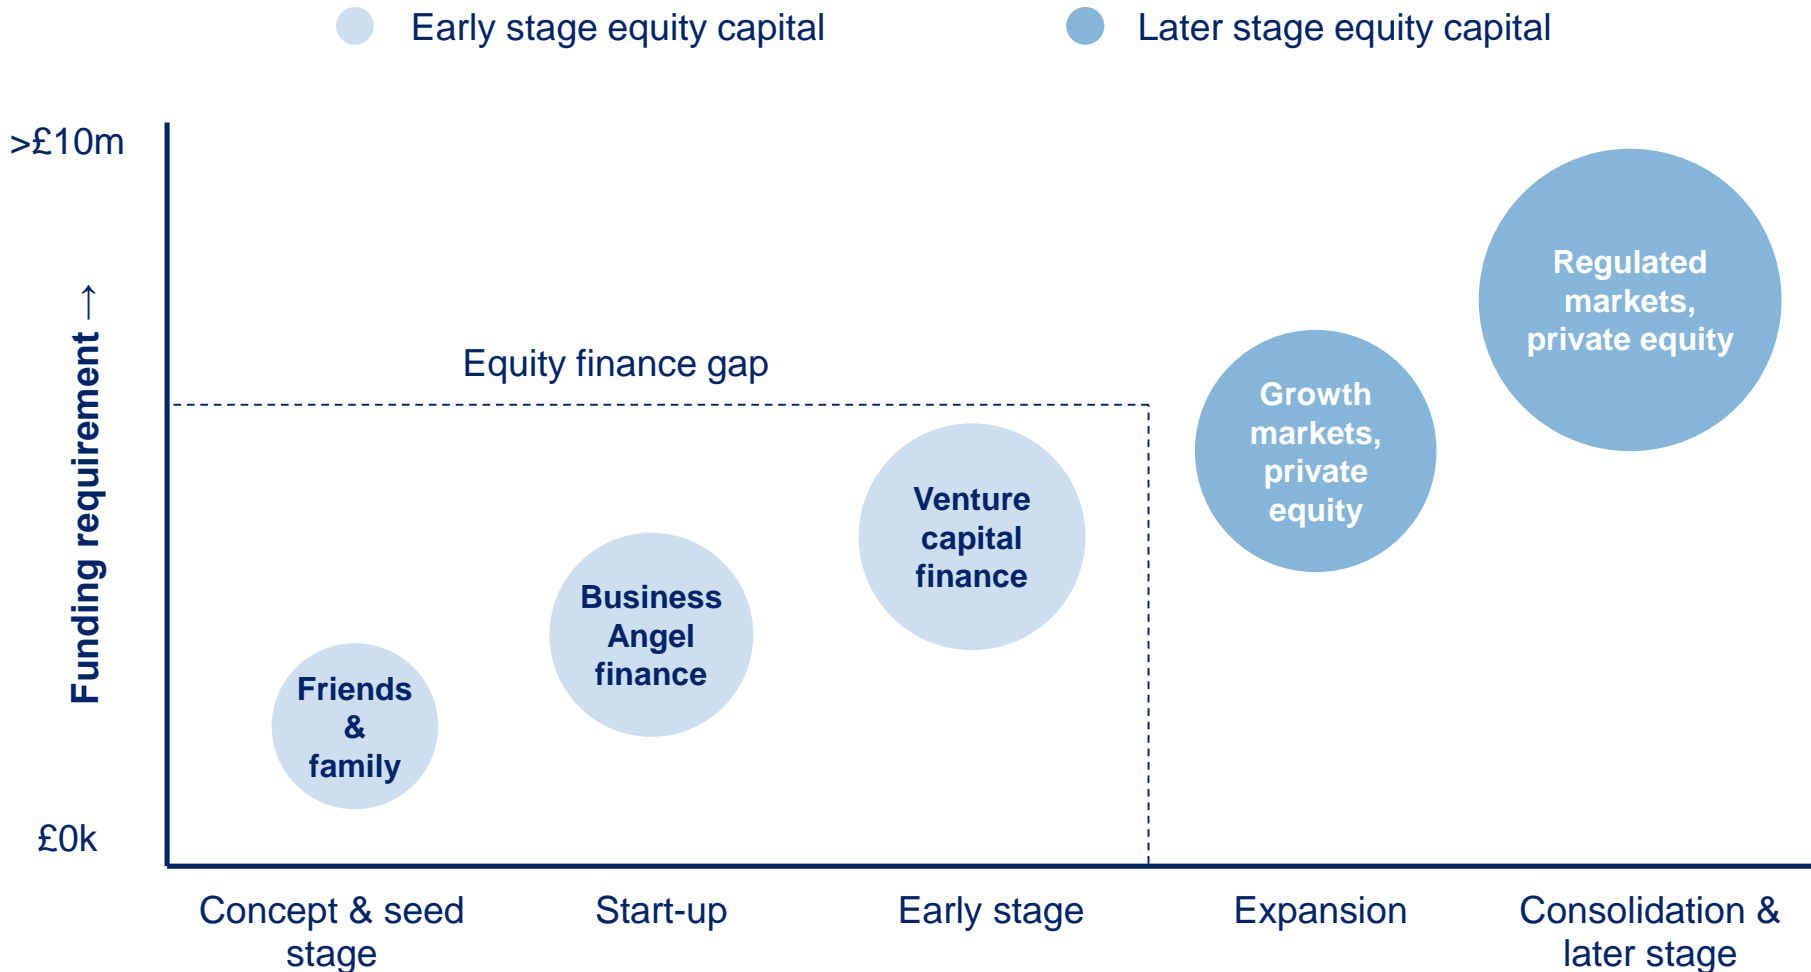 Early stage equity capital
Later stage equity capital
>£10m
Funding requirement →
£0k
Equity finance gap
Friends
&
family
Business
Angel
finance
Venture
capital
finance
Growth
markets,
private
equity
Regulated
markets,
private equity
Concept & seed
stage
Start-up
Early stage
Expansion
Consolidation &
later stage